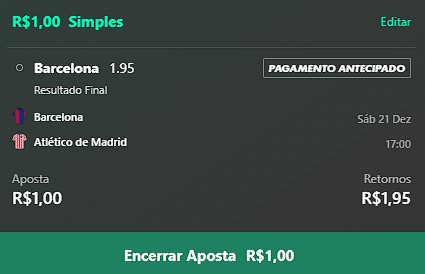 R$1,00 Simples Editar
Barcelona 1.95 PAGAMENTO ANTECIPADO
Resultado Final
Barcelona Sáb 21 Dez
Atlético de Madrid 17:00
Aposta Retornos
R$1,00 R$1,95
Encerrar Aposta R$1,00